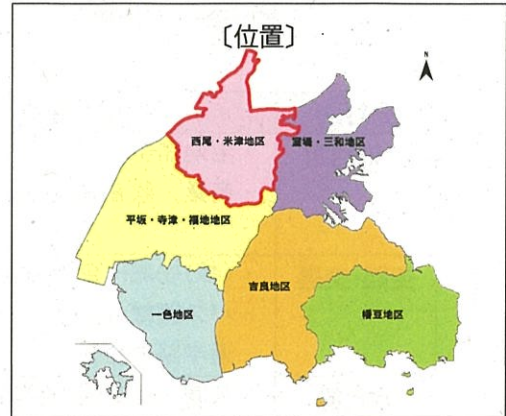 〔位置〕
N
西尾・米津地区
室場・三和地区
平坂・寺津・福地地区
一色地区
吉良地区
幡豆地区